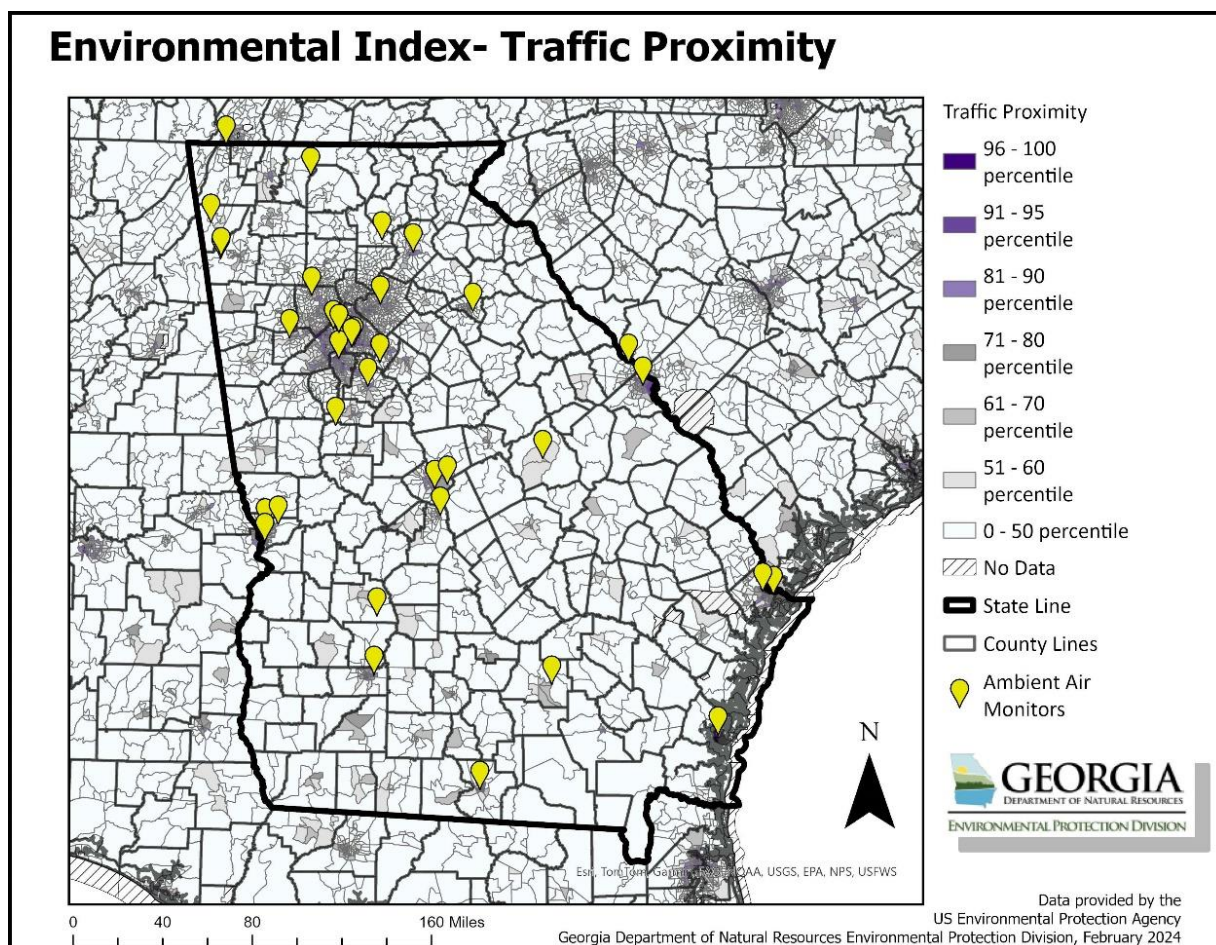 Environmental Index- Traffic Proximity
Traffic Proximity
96 - 100
percentile
91 - 95
percentile
81 - 90
percentile
71 - 80
percentile
61 - 70
percentile
51 - 60
percentile
0 - 50 percentile
No Data
State Line
County Lines
Ambient Air
Monitors
N
GEORGIA
DEPARTMENT OF NATURAL RESOURCES
ENVIRONMENTAL PROTECTION DIVISION
Esri, TomTom, USGS, EPA, NPS, USFWS
0 40 80 160 Miles
Data provided by the
US Environmental Protection Agency
Georgia Department of Natural Resources Environmental Protection Division, February 2024